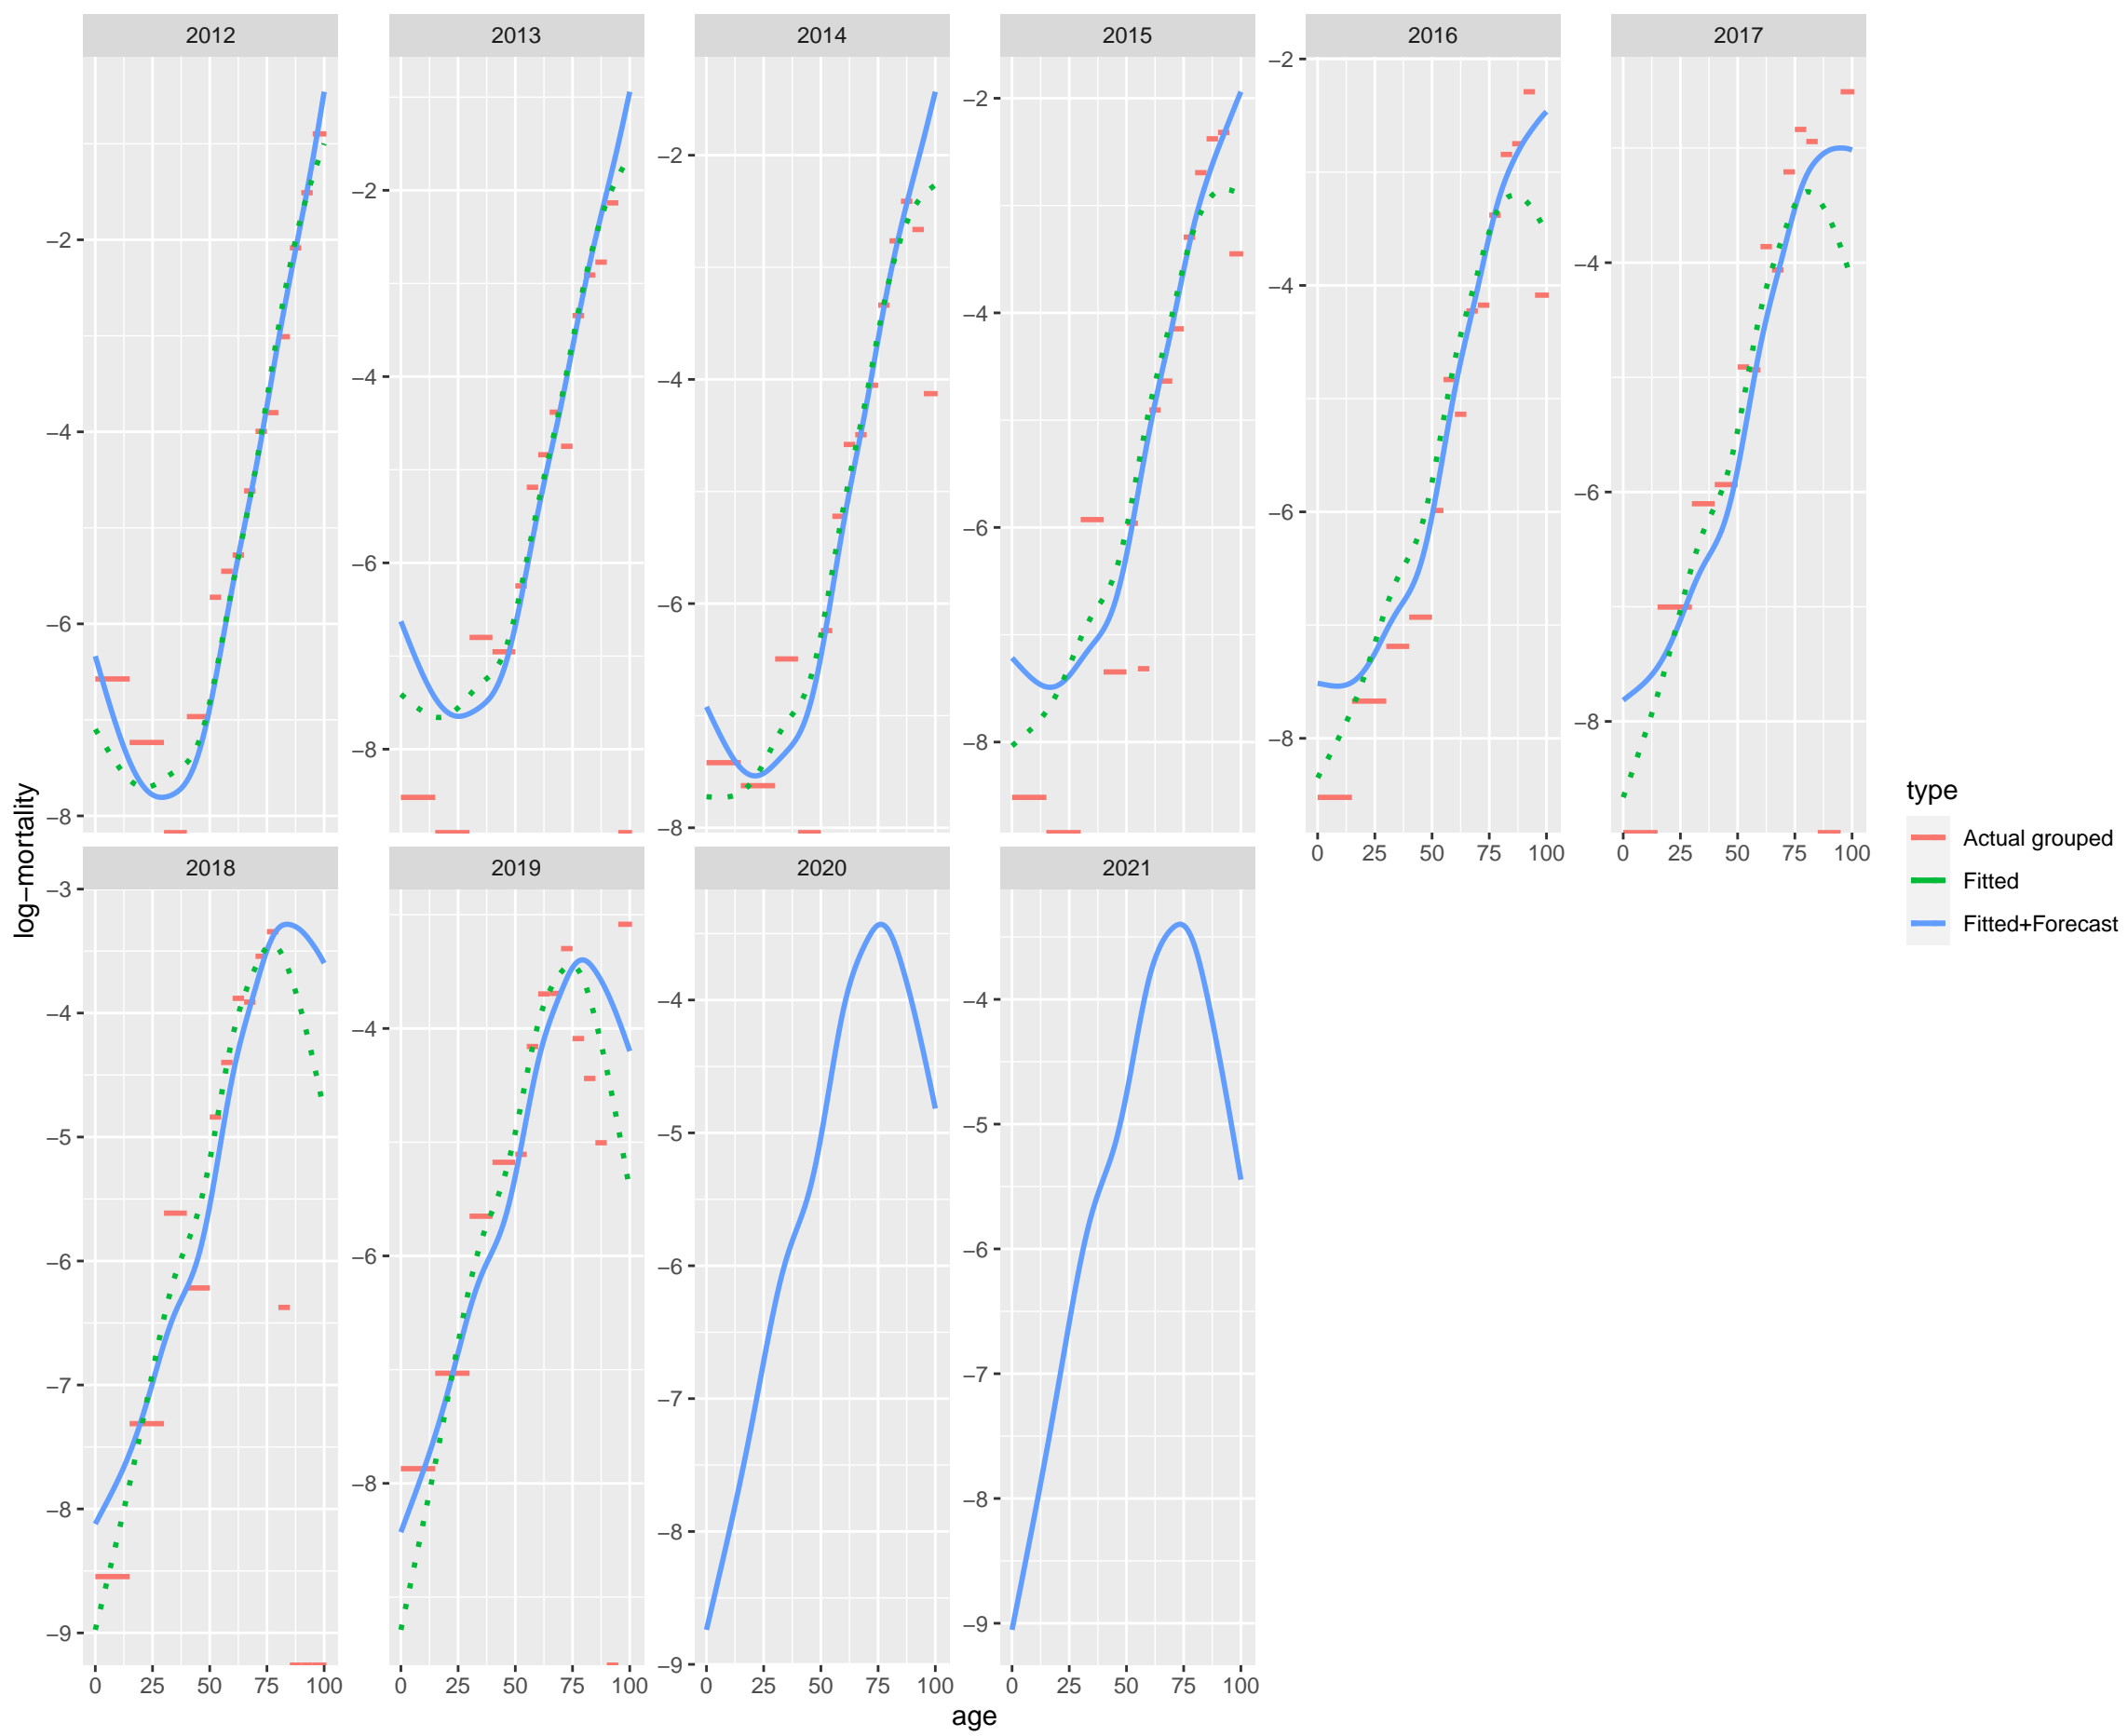 2012 2013 2014 2015 2016 2017
−2 −4 −6 −8
−2 −4 −6 −8
−2 −4 −6 −8
−2 −4 −6 −8
−2 −4 −6 −8
−4 −6 −8
0 25 50 75 100 0 25 50 75 100
2018 2019 2020 2021
−3 −4 −5 −6 −7 −8 −9
−4 −6 −8
−4 −5 −6 −7 −8 −9
−4 −5 −6 −7 −8 −9
0 25 50 75 100 0 25 50 75 100 0 25 50 75 100 0 25 50 75 100
age
log−mortality
type
Actual grouped
Fitted
Fitted+Forecast